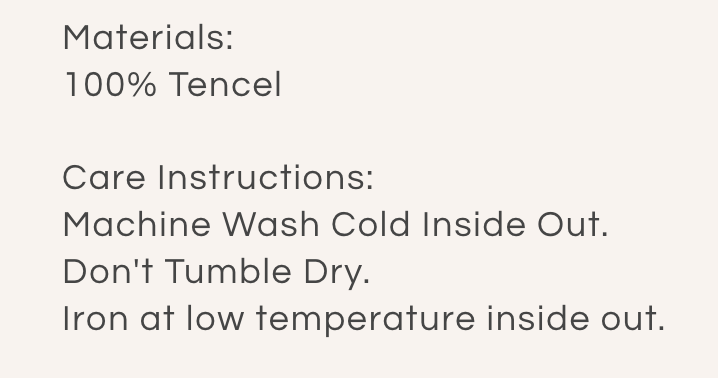 Materials:
100% Tencel
Care Instructions:
Machine Wash Cold Inside Out.
Don't Tumble Dry.
Iron at low temperature inside out.